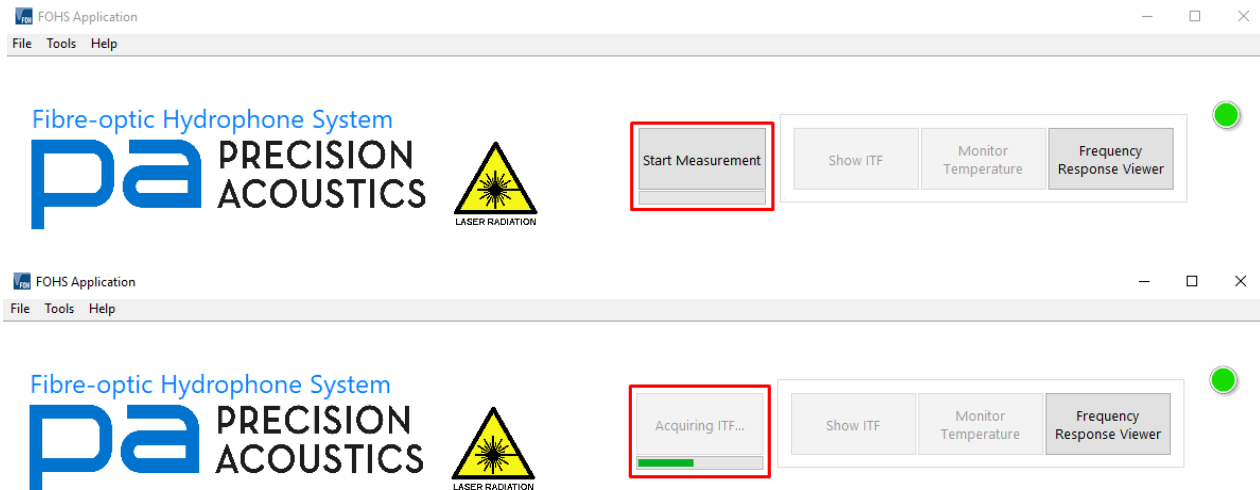 FOHS Application
File Tools Help
Fibre-optic Hydrophone System
pa PRECISION
ACOUSTICS
LASER RADIATION
Start Measurement
Show ITF
Monitor
Temperature
Frequency
Response Viewer
FOHS Application
File Tools Help
Fibre-optic Hydrophone System
pa PRECISION
ACOUSTICS
LASER RADIATION
Acquiring ITF...
Show ITF
Monitor
Temperature
Frequency
Response Viewer